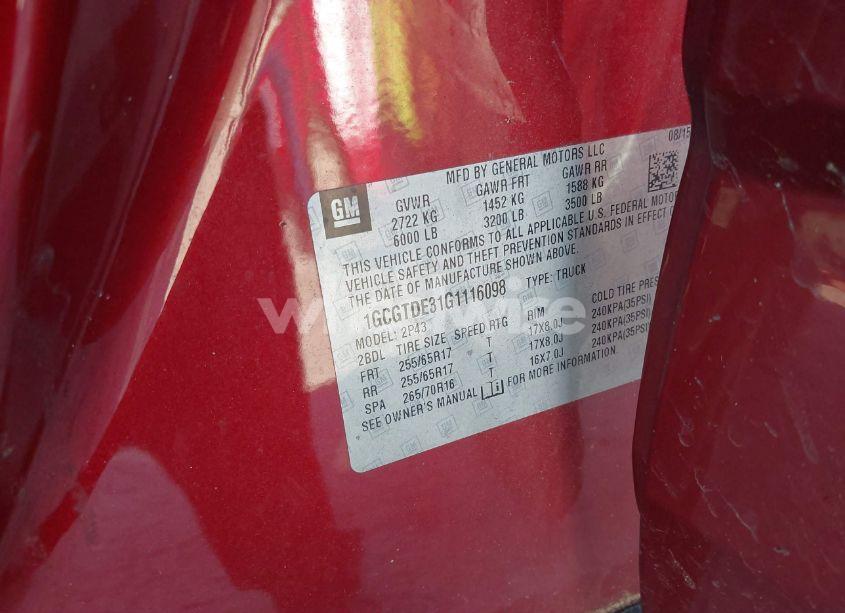 GM
MFD BY GENERAL MOTORS LLC 08/15
GVWR GAWR FRT GAWR RR
2722 KG 1452 KG 1588 KG
6000 LB 3200 LB 3500 LB
THIS VEHICLE CONFORMS TO ALL APPLICABLE U.S. FEDERAL MOTOR
VEHICLE SAFETY AND THEFT PREVENTION STANDARDS IN EFFECT
THE DATE OF MANUFACTURE SHOWN ABOVE.
1GCGTDE31G1116098 TYPE: TRUCK
MODEL: 2P43
2BDL TIRE SIZE SPEED RTG RIM COLD TIRE PRES
FRT 255/65R17 T 17X8.0J 240KPA(35PSI)
RR 255/65R17 T 17X8.0J 240KPA(35PSI)
SPA 265/70R16 T 16X7.0J 240KPA(35PSI)
SEE OWNER'S MANUAL FOR MORE INFORMATION.